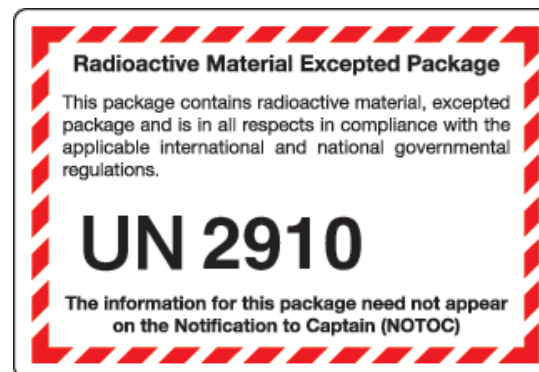 Radioactive Material Excepted Package
This package contains radioactive material, excepted
package and is in all respects in compliance with the
applicable international and national governmental
regulations.
UN 2910
The information for this package need not appear
on the Notification to Captain (NOTOC)